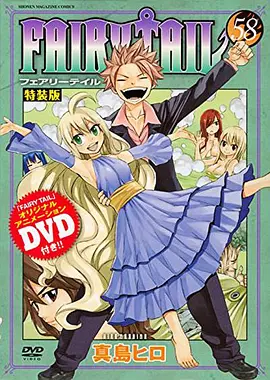 SHONEN MAGAZINE COMICS
FAIRY TAIL
58
フェアリーテイル
特装版
『FAIRY TAIL』
オリジナル
アニメーション
DVD
付き!!
DVD
VIDEO
HIRO MASHIMA
真島ヒロ